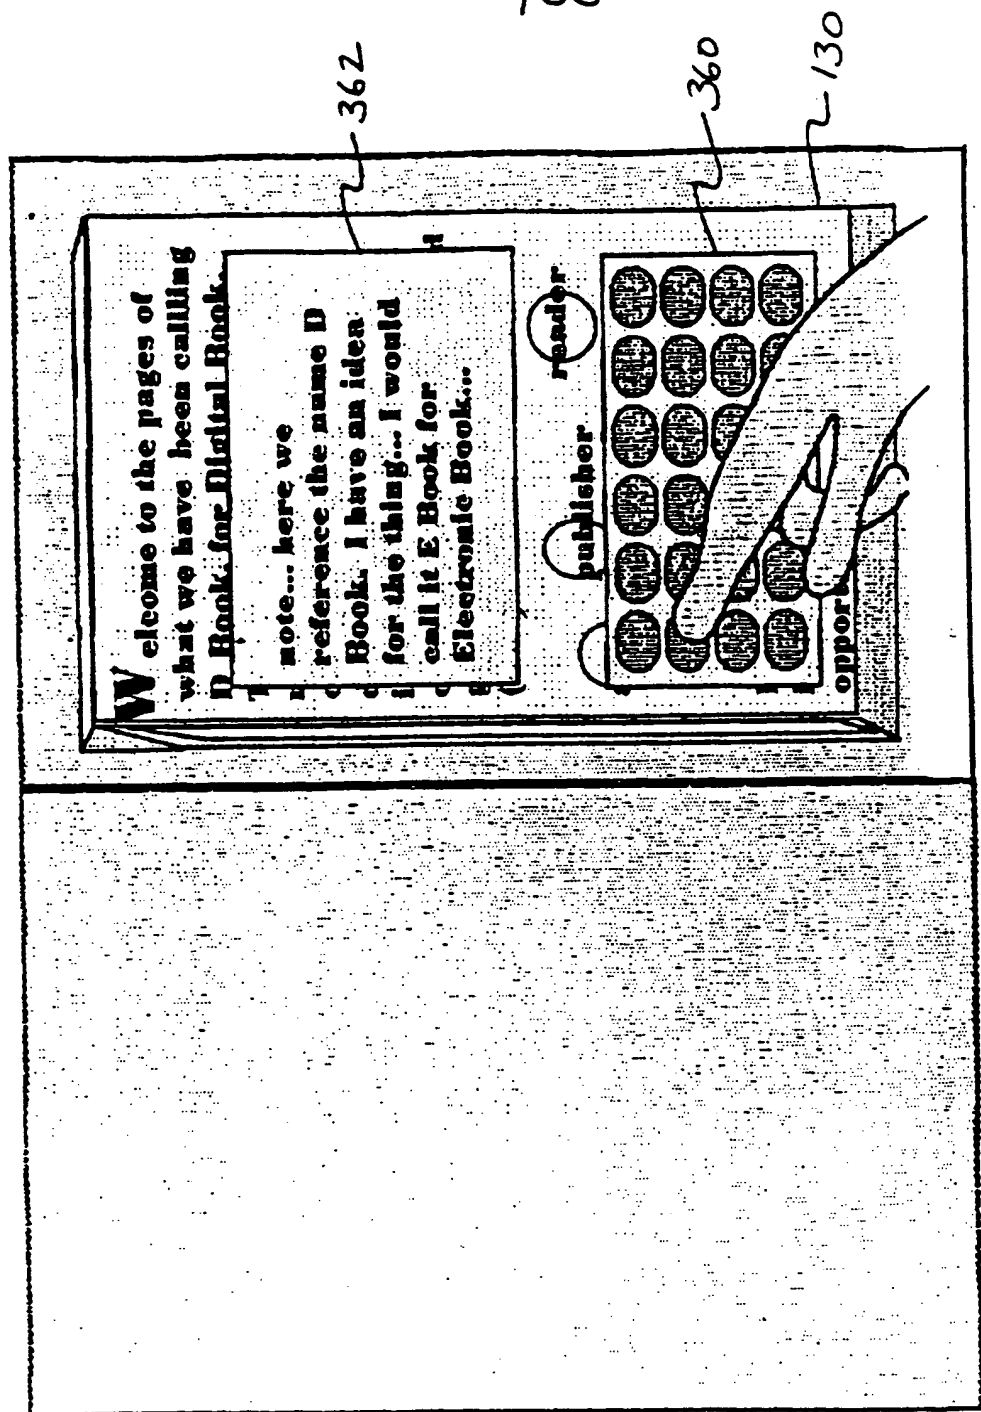 Welcome to the pages of
what we have been callling
D Book, for Digital Book.
note... here we
reference the name D
Book. I have an idea
for the thing... I would
call it E Book for
Electronic Book...
publisher
reader
oppor
362
360
130